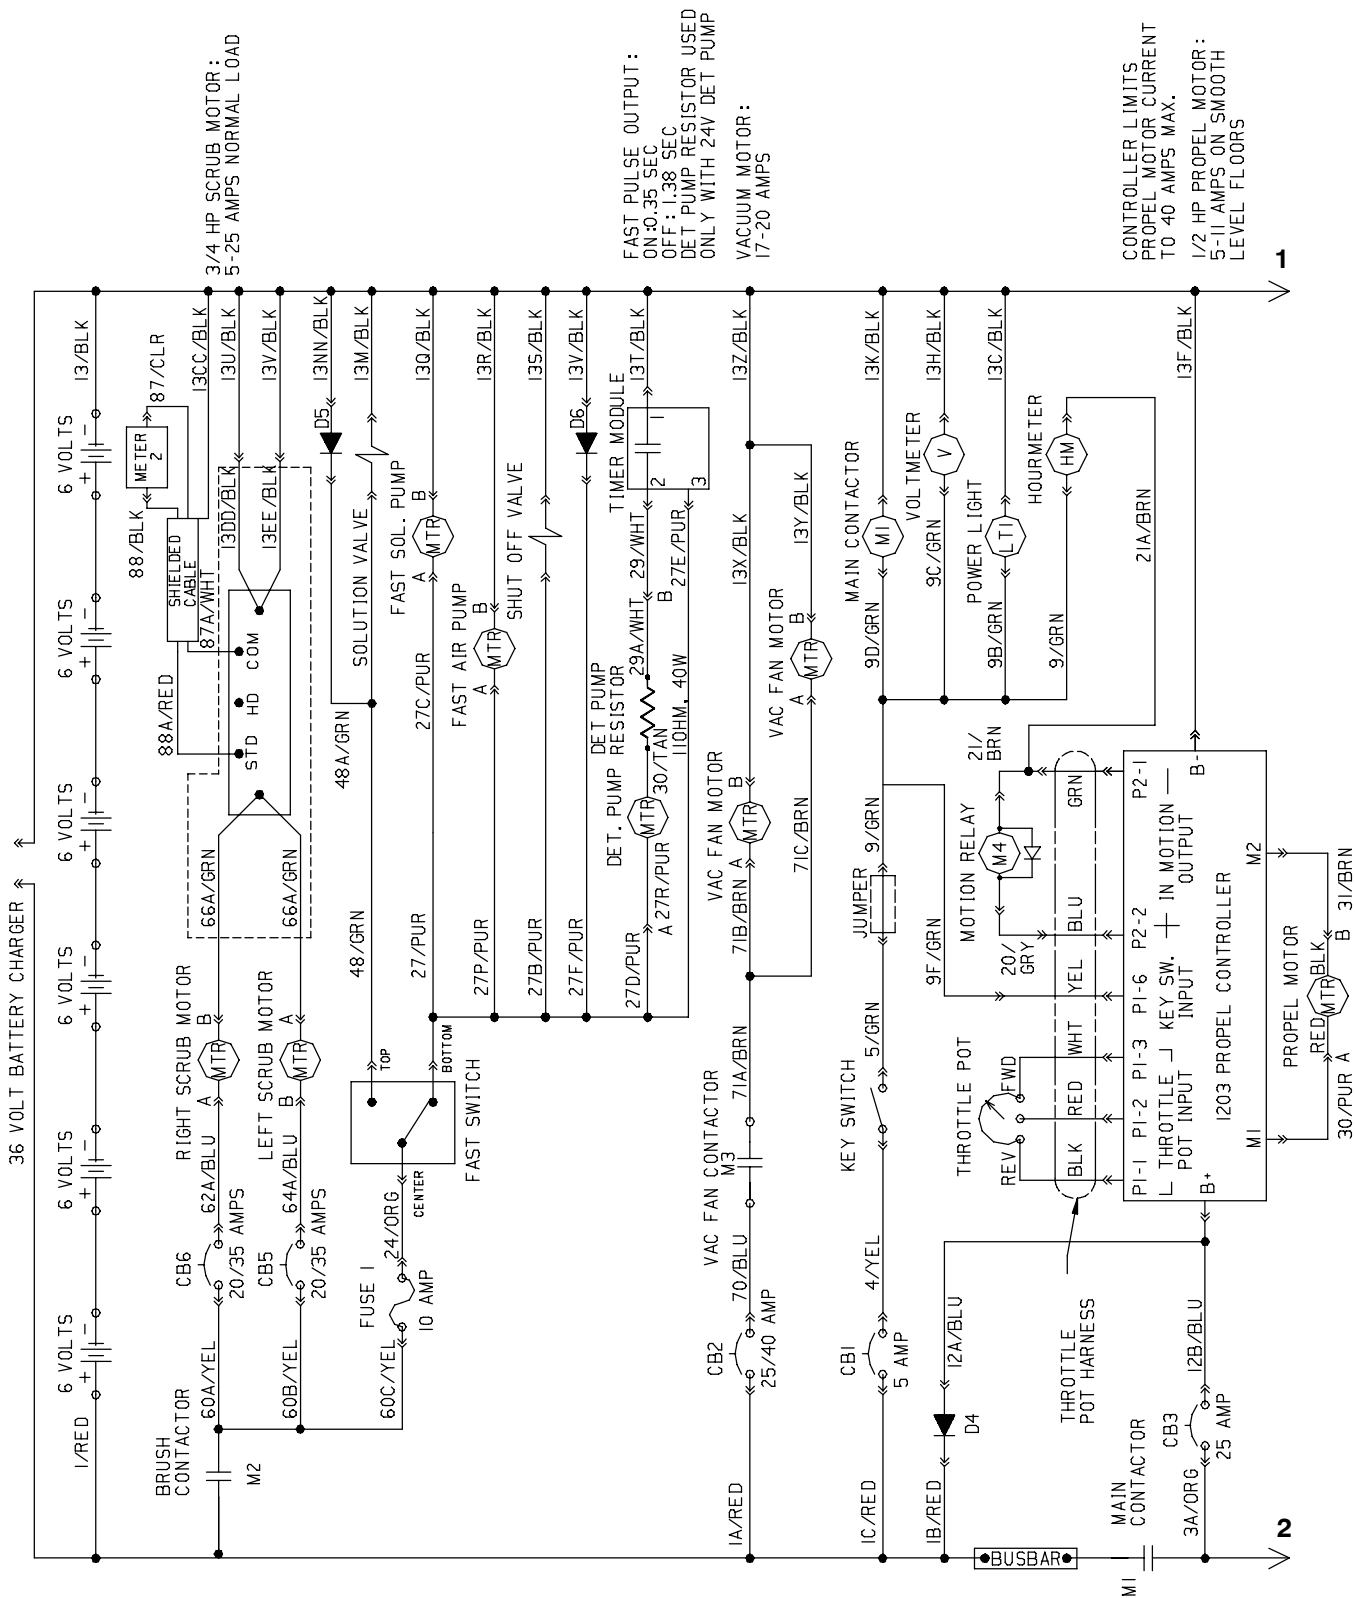 36 VOLT BATTERY CHARGER
1/RED
6 VOLTS
+ -
6 VOLTS
+ -
6 VOLTS
+ -
6 VOLTS
+ -
6 VOLTS
+ -
6 VOLTS
+ -
13/BLK
METER
2
87/CLR
88/BLK
SHIELDED
CABLE
87A/WHT
88A/RED
13CC/BLK
3/4 HP SCRUB MOTOR:
5-25 AMPS NORMAL LOAD
BRUSH
CONTACTOR
M2
60A/YEL
CB6
20/35 AMPS
62A/BLU
RIGHT SCRUB MOTOR
A MTR B
66A/GRN
STD HD COM
13DD/BLK
13U/BLK
60B/YEL
CB5
20/35 AMPS
64A/BLU
LEFT SCRUB MOTOR
B MTR A
66A/GRN
13EE/BLK
13V/BLK
60C/YEL
FUSE 1
10 AMP
24/ORG
CENTER
TOP
BOTTOM
FAST SWITCH
48/GRN
48A/GRN
D5
13NN/BLK
SOLUTION VALVE
13M/BLK
27/PUR
27C/PUR
FAST SOL. PUMP
A MTR B
13Q/BLK
27P/PUR
FAST AIR PUMP
A MTR B
13R/BLK
27B/PUR
SHUT OFF VALVE
13S/BLK
27F/PUR
D6
13V/BLK
27D/PUR
A 27R/PUR
DET. PUMP
MTR
30/TAN
DET PUMP
RESISTOR
110HM, 40W
29A/WHT
B
29/WHT
27E/PUR
TIMER MODULE
2
1
3
13T/BLK
FAST PULSE OUTPUT:
ON:0.35 SEC
OFF: 1.38 SEC
DET PUMP RESISTOR USED
ONLY WITH 24V DET PUMP
1A/RED
CB2
25/40 AMP
70/BLU
VAC FAN CONTACTOR
M3
71A/BRN
71B/BRN
VAC FAN MOTOR
A MTR B
13X/BLK
13Z/BLK
71C/BRN
VAC FAN MOTOR
A MTR B
13Y/BLK
VACUUM MOTOR:
17-20 AMPS
1C/RED
CB1
5 AMP
4/YEL
KEY SWITCH
5/GRN
JUMPER
9/GRN
9D/GRN
MAIN CONTACTOR
M1
13K/BLK
9C/GRN
VOLTMETER
V
13H/BLK
9B/GRN
POWER LIGHT
LT1
13C/BLK
9/GRN
HOURMETER
HM
21A/BRN
9F/GRN
1B/RED
D4
12A/BLU
THROTTLE
POT HARNESS
THROTTLE POT
REV FWD
BLK RED WHT YEL BLU GRN
MOTION RELAY
M4
20/
GRY
21/
BRN
P1-1 P1-2 P1-3 P1-6 P2-2 P2-1
THROTTLE
POT INPUT
KEY SW.
INPUT
+ IN MOTION -
OUTPUT
1203 PROPEL CONTROLLER
B+
B-
M1
M2
13F/BLK
CONTROLLER LIMITS
PROPEL MOTOR CURRENT
TO 40 AMPS MAX.
1/2 HP PROPEL MOTOR:
5-11 AMPS ON SMOOTH
LEVEL FLOORS
BUSBAR
M1
MAIN
CONTACTOR
3A/ORG
CB3
25 AMP
12B/BLU
PROPEL MOTOR
30/PUR A
RED
MTR
BLK
B 31/BRN
2
1